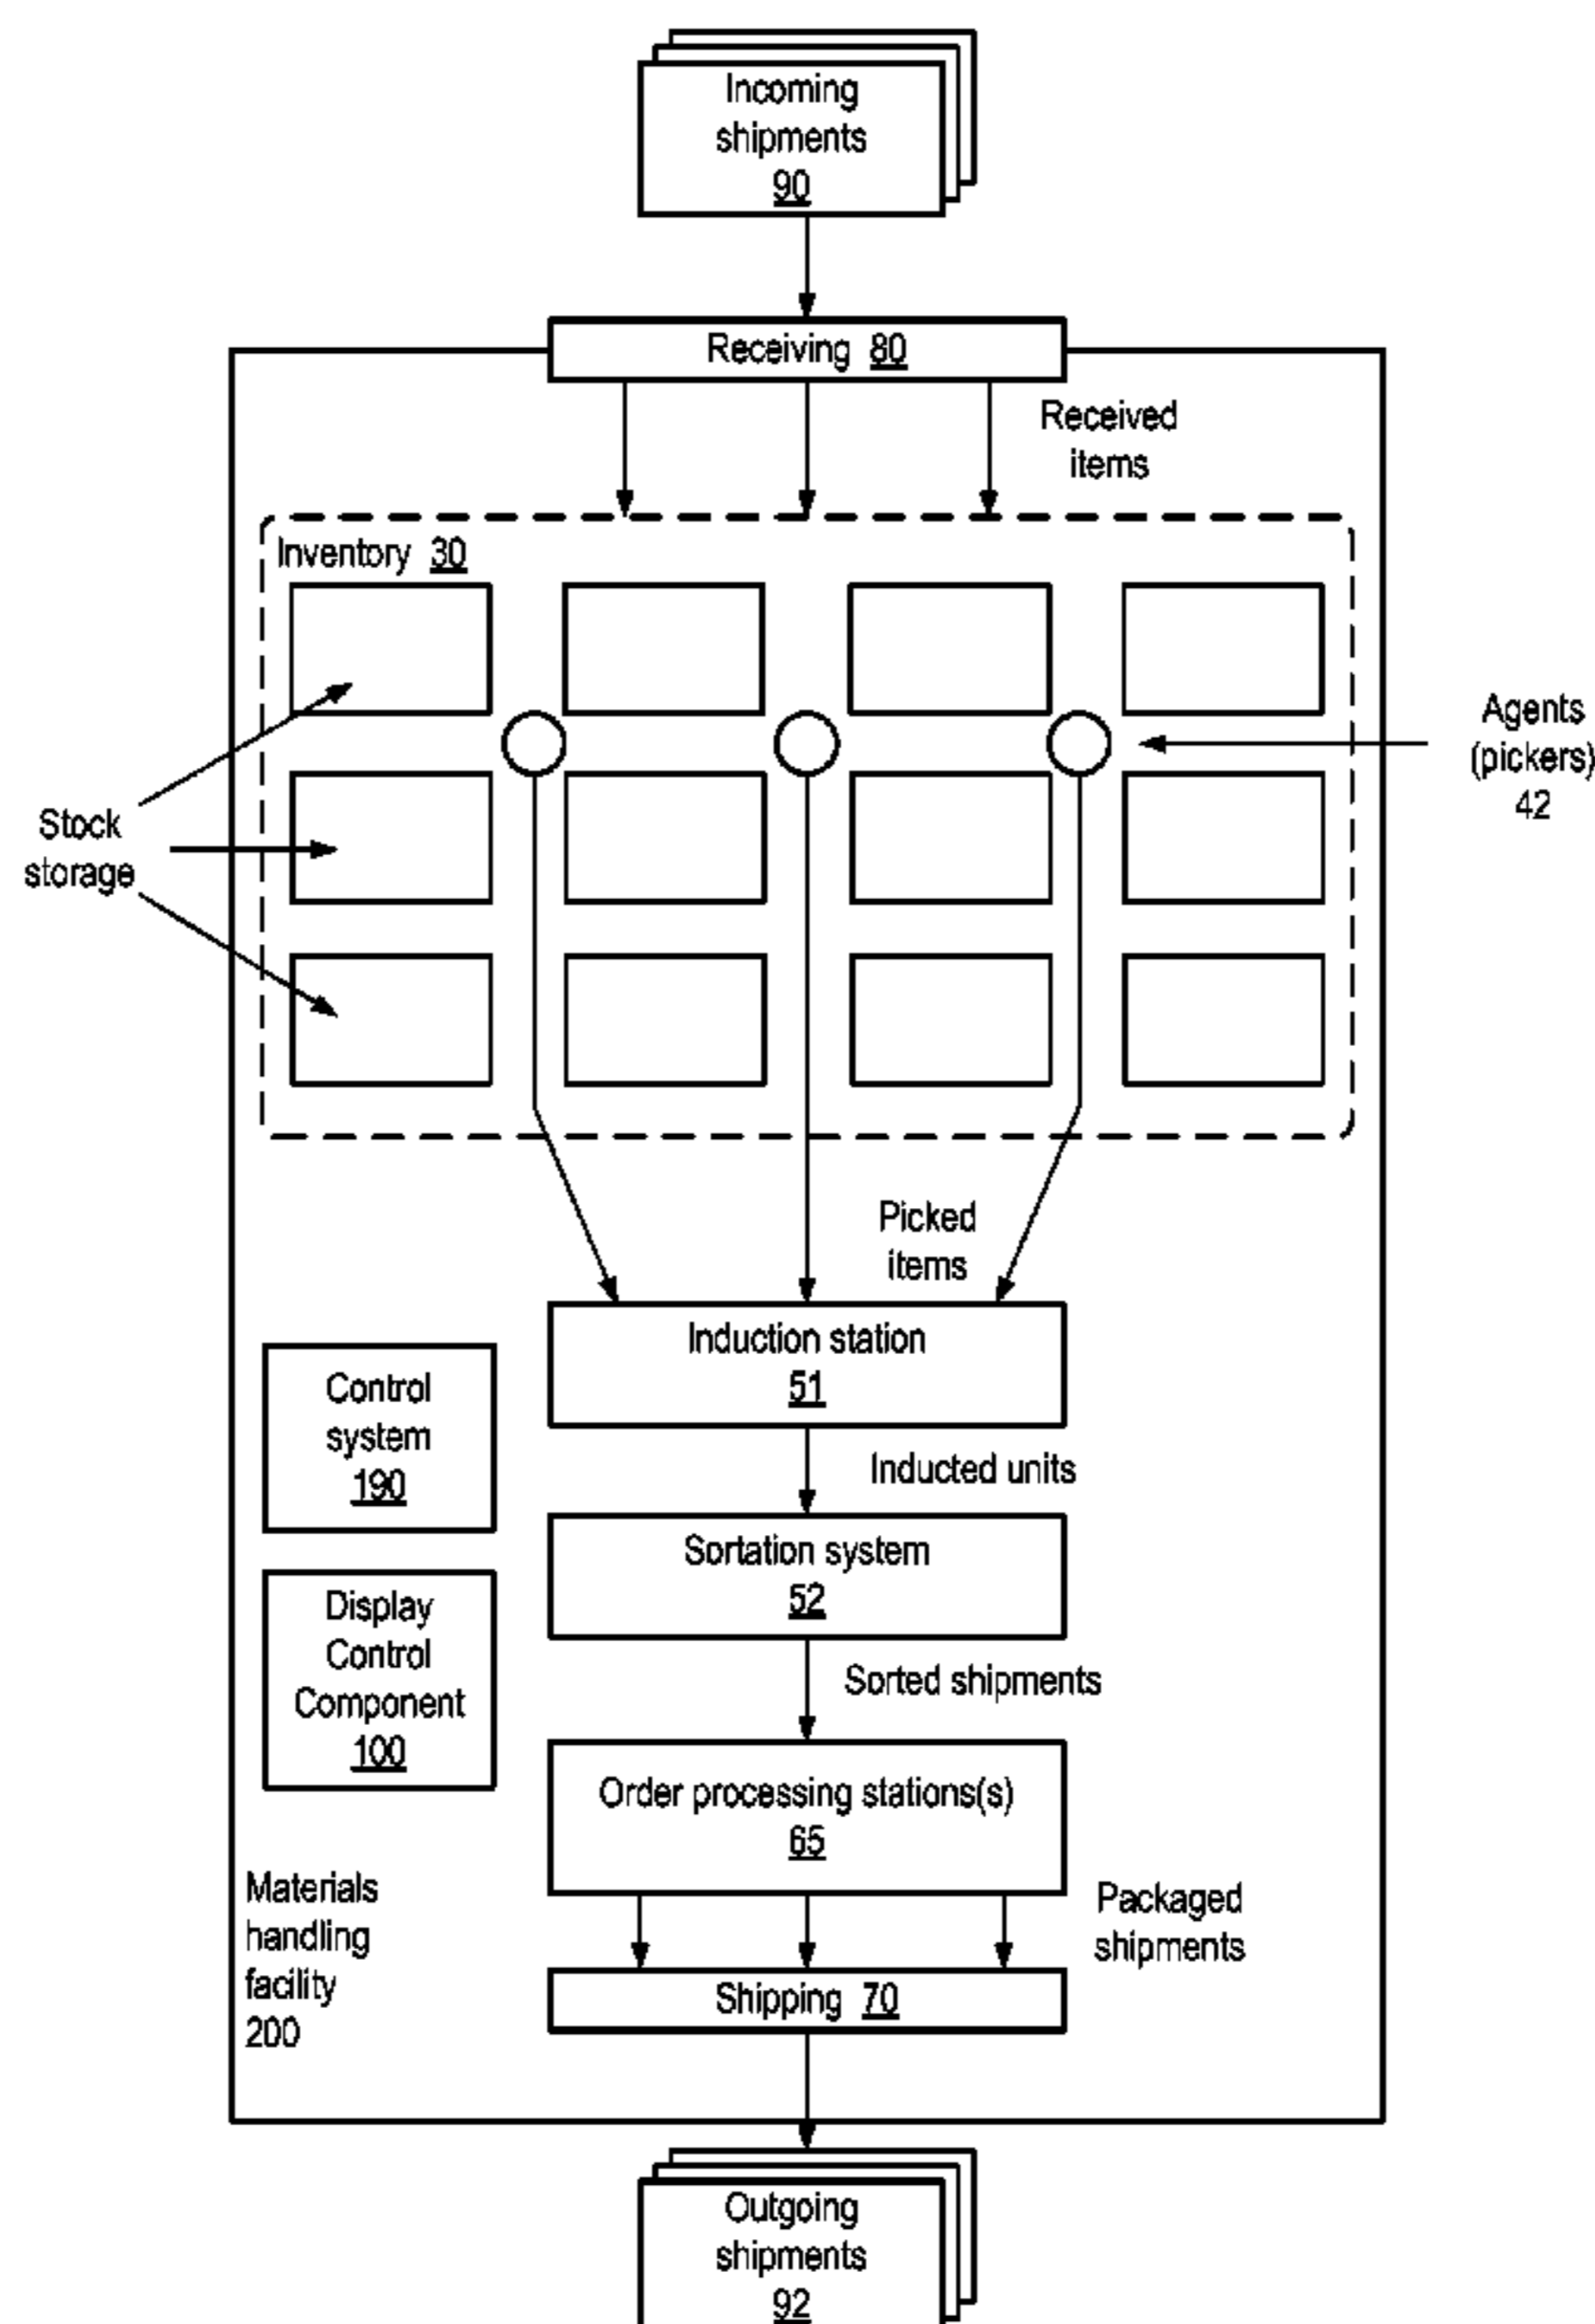 Incoming
shipments
90
Receiving 80
Received
items
Inventory 30
Agents
(pickers)
42
Stock
storage
Picked
items
Induction station
51
Control
system
190
Inducted units
Sortation system
52
Display
Control
Component
100
Sorted shipments
Order processing stations(s)
65
Materials
handling
facility
200
Packaged
shipments
Shipping 70
Outgoing
shipments
92